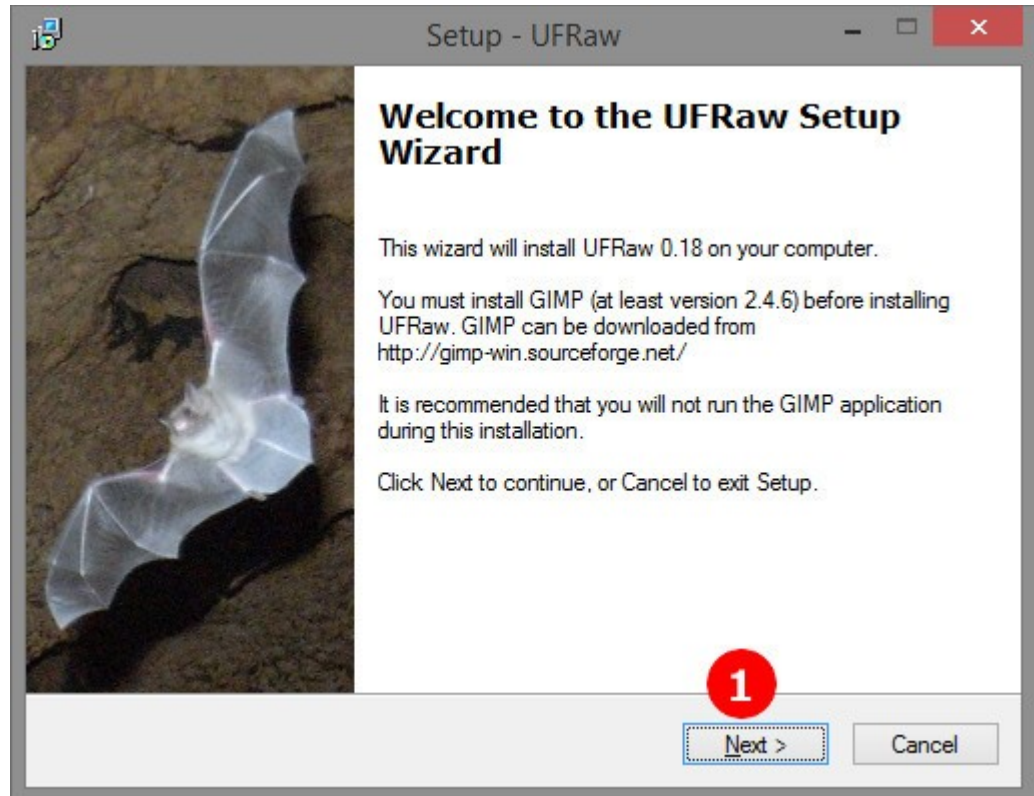 Setup - UFRaw
Welcome to the UFRaw Setup
Wizard
This wizard will install UFRaw 0.18 on your computer.
You must install GIMP (at least version 2.4.6) before installing
UFRaw. GIMP can be downloaded from
http://gimp-win.sourceforge.net/
It is recommended that you will not run the GIMP application
during this installation.
Click Next to continue, or Cancel to exit Setup.
1
Next >
Cancel